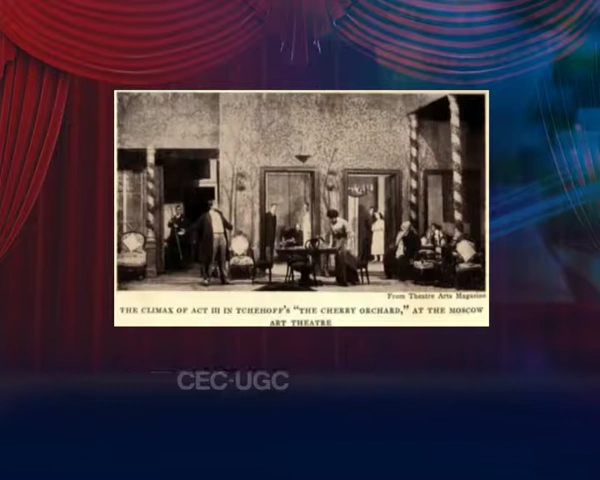 From Theatre Arts Magazine
THE CLIMAX OF ACT III IN TCHEHOFF'S "THE CHERRY ORCHARD," AT THE MOSCOW
ART THEATRE
CEC-UGC